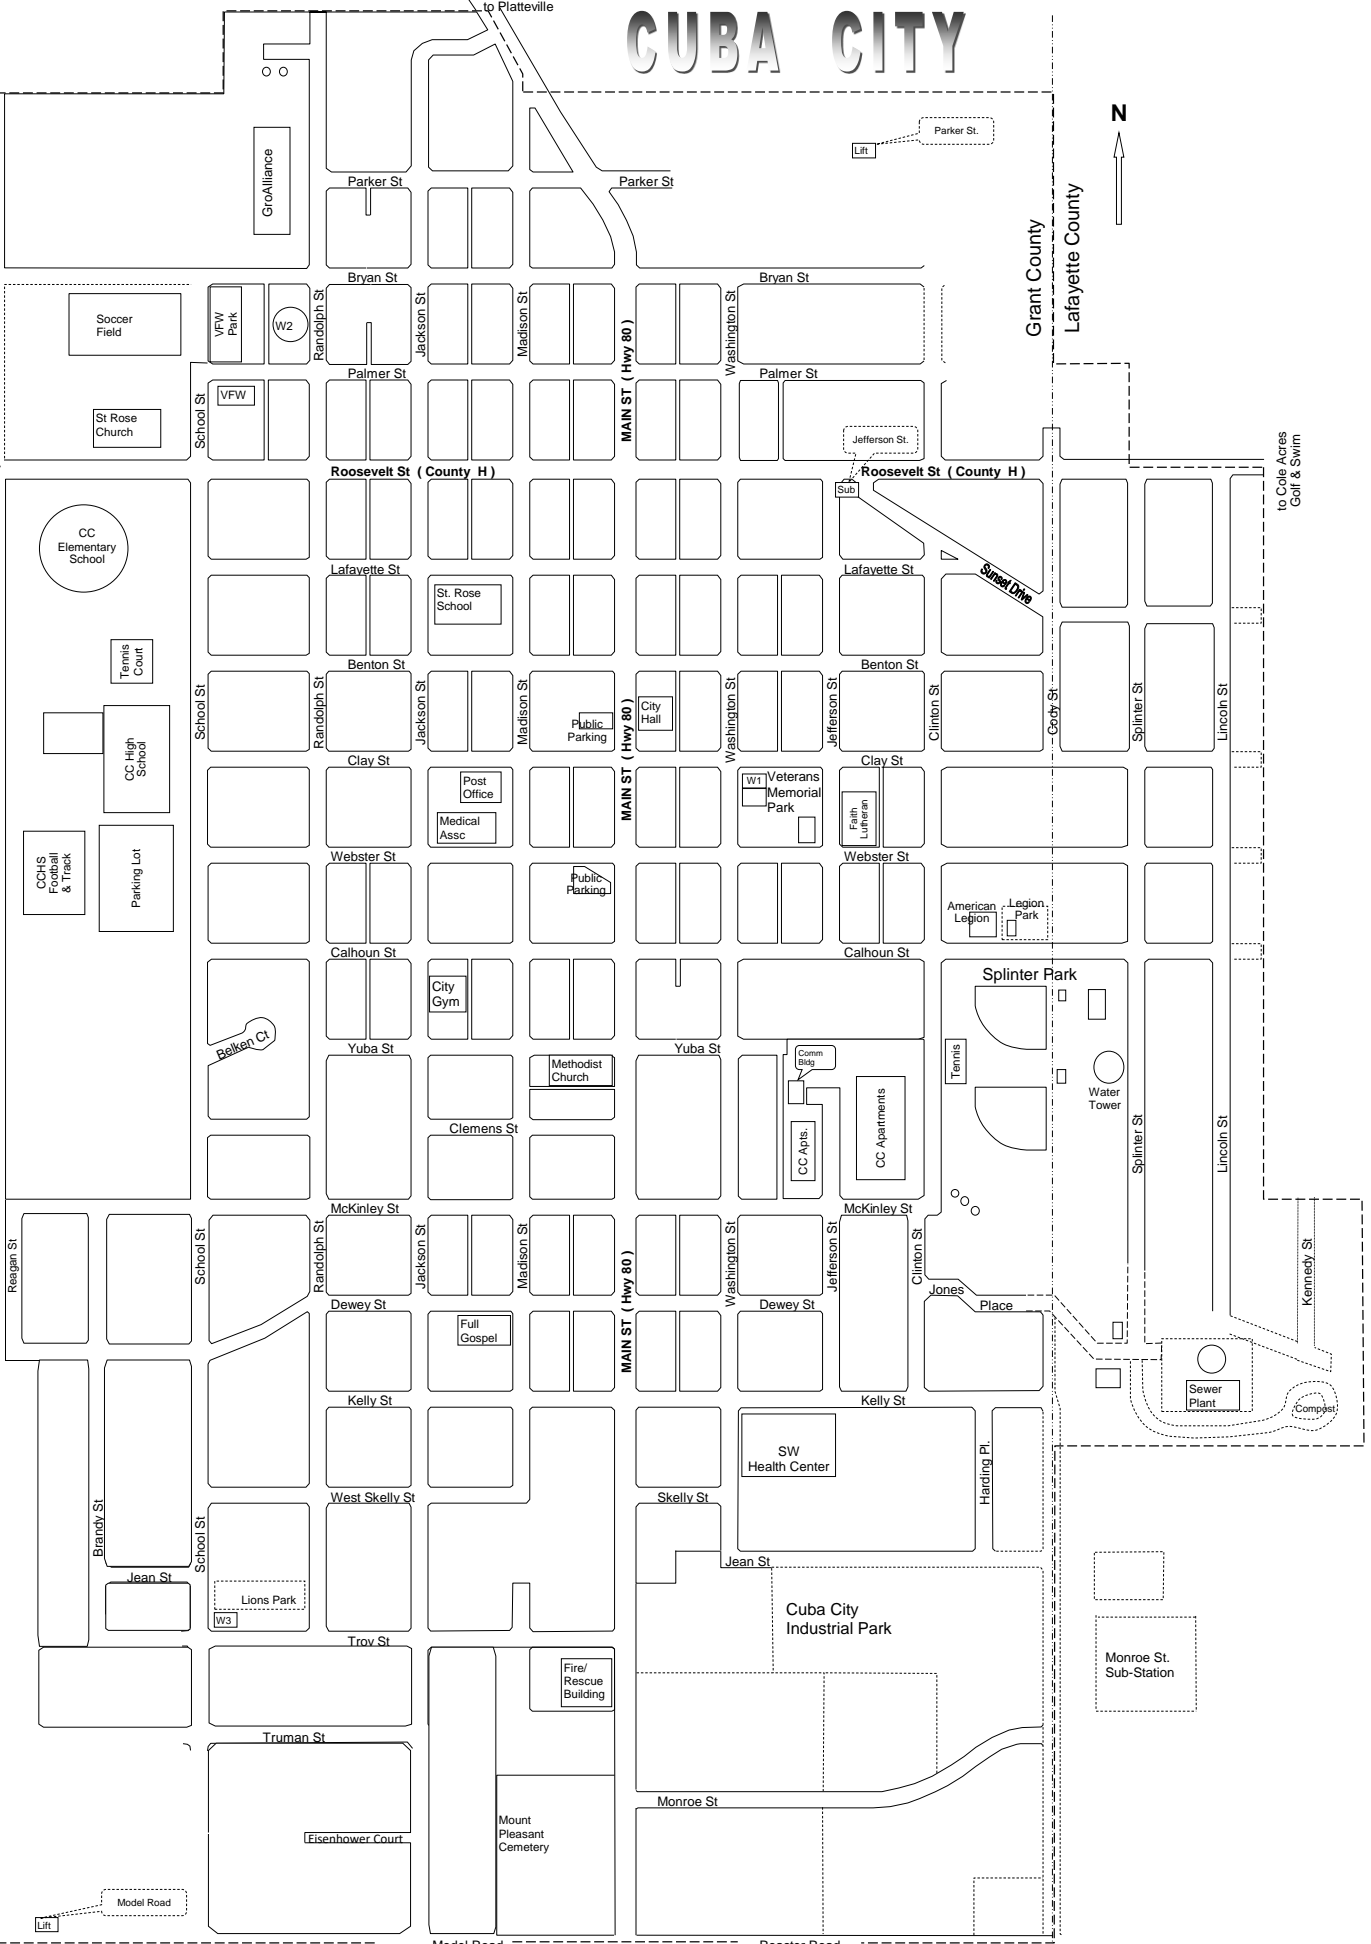 to Platteville
CUBA CITY
N
Parker St.
Lift
GroAlliance
Parker St
Parker St
Grant County
Lafayette County
Bryan St
Bryan St
Soccer
Field
VFW
Park
W2
Randolph St
Jackson St
Madison St
MAIN ST ( Hwy 80 )
Washington St
Palmer St
Palmer St
School St
VFW
St Rose
Church
Jefferson St.
to Cole Acres
Golf & Swim
Roosevelt St ( County H )
Roosevelt St ( County H )
Sub
CC
Elementary
School
Lafayette St
Lafayette St
Sunset Drive
St. Rose
School
Tennis
Court
Benton St
Benton St
School St
Randolph St
Jackson St
Madison St
Public
Parking
MAIN ST ( Hwy 80 )
City
Hall
Washington St
Jefferson St
Clinton St
Cody St
Splinter St
Lincoln St
CC High
School
Clay St
Clay St
Post
Office
Medical
Assc
MAIN ST ( Hwy 80 )
W1
Veterans
Memorial
Park
Faith
Lutheran
CCHS
Football
& Track
Parking Lot
Webster St
Webster St
Public
Parking
American
Legion
Legion
Park
Calhoun St
Calhoun St
City
Gym
Splinter Park
Belken Ct
Yuba St
Yuba St
Methodist
Church
Comm
Bldg
Tennis
Water
Tower
CC Apts.
CC Apartments
Clemens St
Splinter St
Lincoln St
McKinley St
McKinley St
Reagan St
School St
Randolph St
Jackson St
Madison St
MAIN ST ( Hwy 80 )
Washington St
Jefferson St
Clinton St
Kennedy St
Jones
Place
Dewey St
Dewey St
Full
Gospel
Sewer
Plant
Compost
Kelly St
Kelly St
SW
Health Center
Harding Pl.
Brandy St
School St
West Skelly St
Skelly St
Jean St
Jean St
Lions Park
W3
Cuba City
Industrial Park
Troy St
Monroe St.
Sub-Station
Fire/
Rescue
Building
Truman St
Monroe St
Mount
Pleasant
Cemetery
Eisenhower Court
Model Road
Lift
Model Road